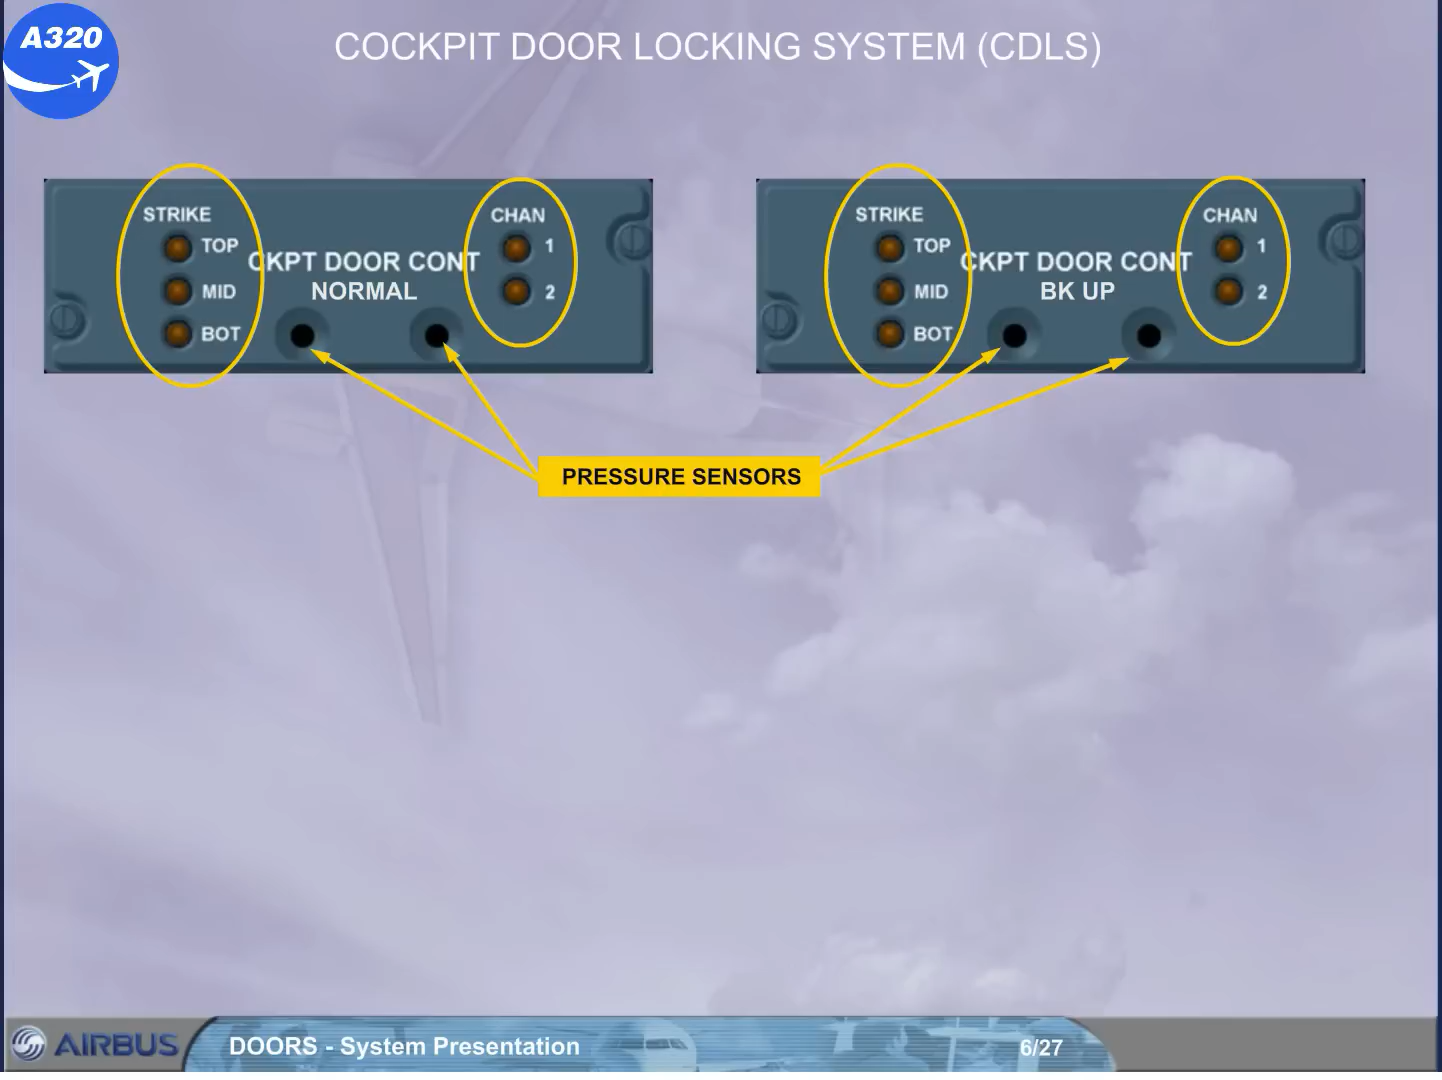 A320
COCKPIT DOOR LOCKING SYSTEM (CDLS)
STRIKE
TOP
MID
BOT
CKPT DOOR CONT
NORMAL
CHAN
1
2
STRIKE
TOP
MID
BOT
CKPT DOOR CONT
BK UP
CHAN
1
2
PRESSURE SENSORS
AIRBUS
DOORS - System Presentation
6/27